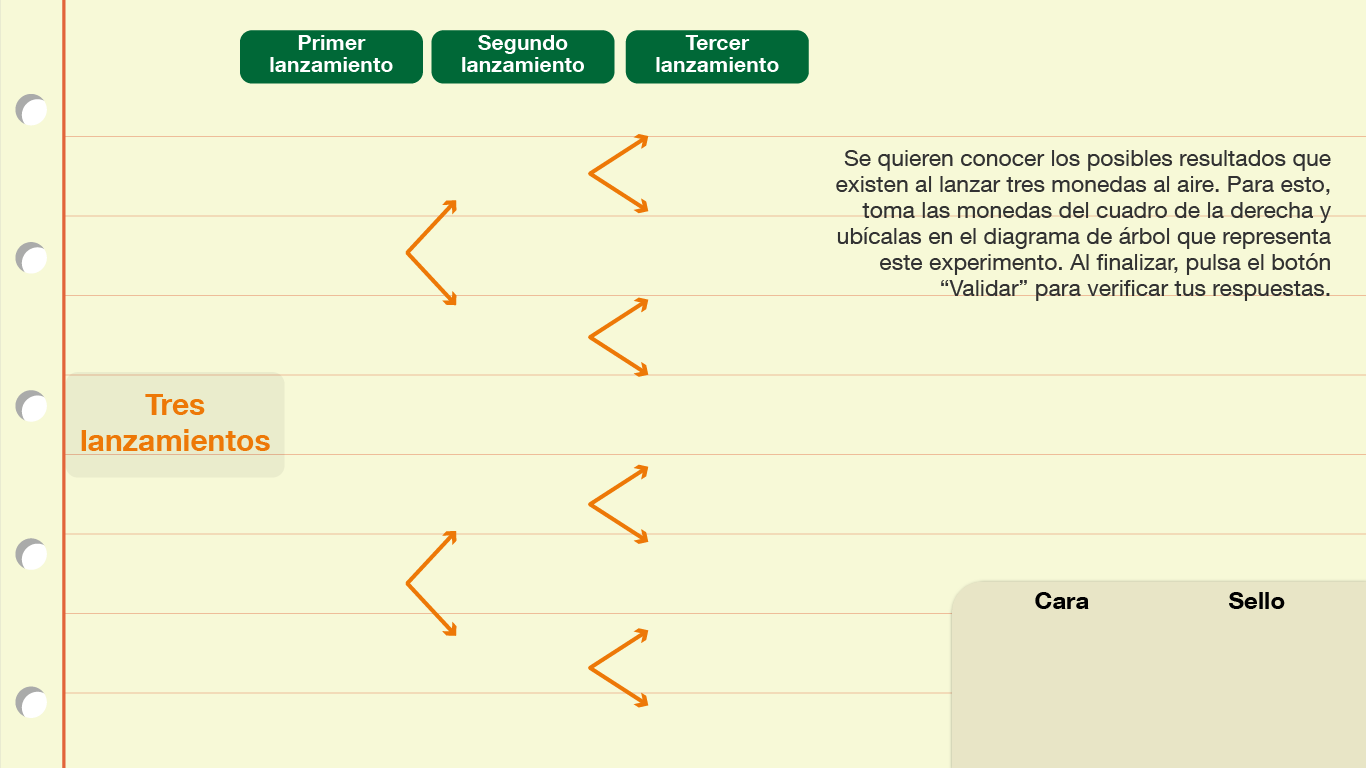 Primer
lanzamiento
Segundo
lanzamiento
Tercer
lanzamiento
Se quieren conocer los posibles resultados que
existen al lanzar tres monedas al aire. Para esto,
toma las monedas del cuadro de la derecha y
ubícalas en el diagrama de árbol que representa
este experimento. Al finalizar, pulsa el botón
“Validar” para verificar tus respuestas.
Tres
lanzamientos
Cara
Sello